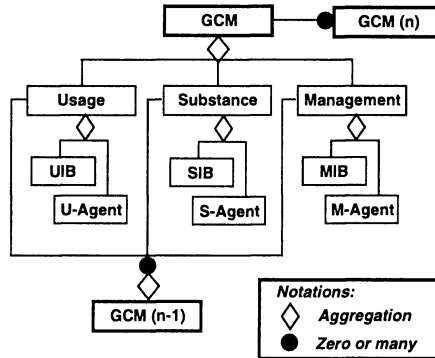 GCM
GCM (n)
Usage
Substance
Management
UIB
SIB
MIB
U-Agent
S-Agent
M-Agent
GCM (n-1)
Notations:
Aggregation
Zero or many